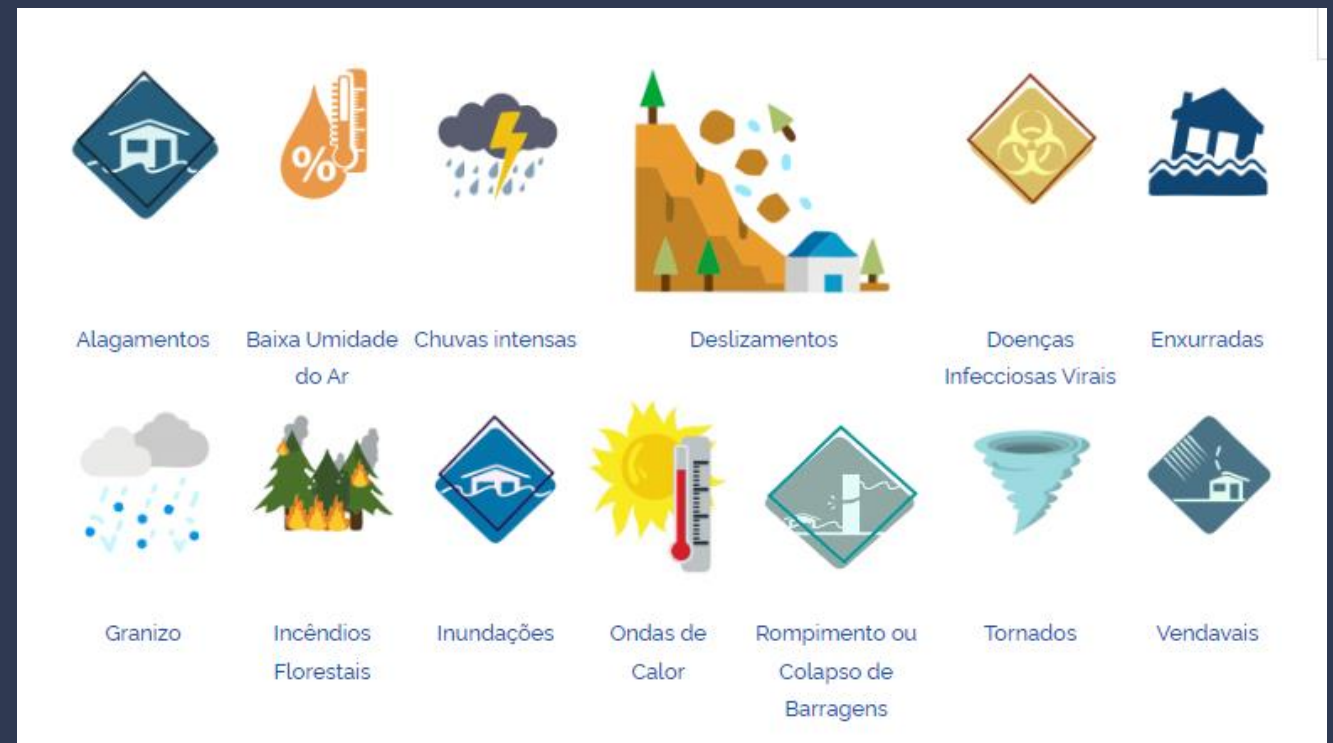 %
Alagamentos
Baixa Umidade
do Ar
Chuvas intensas
Deslizamentos
Doenças
Infecciosas Virais
Enxurradas
Granizo
Incêndios
Florestais
Inundações
Ondas de
Calor
Rompimento ou
Colapso de
Barragens
Tornados
Vendavais